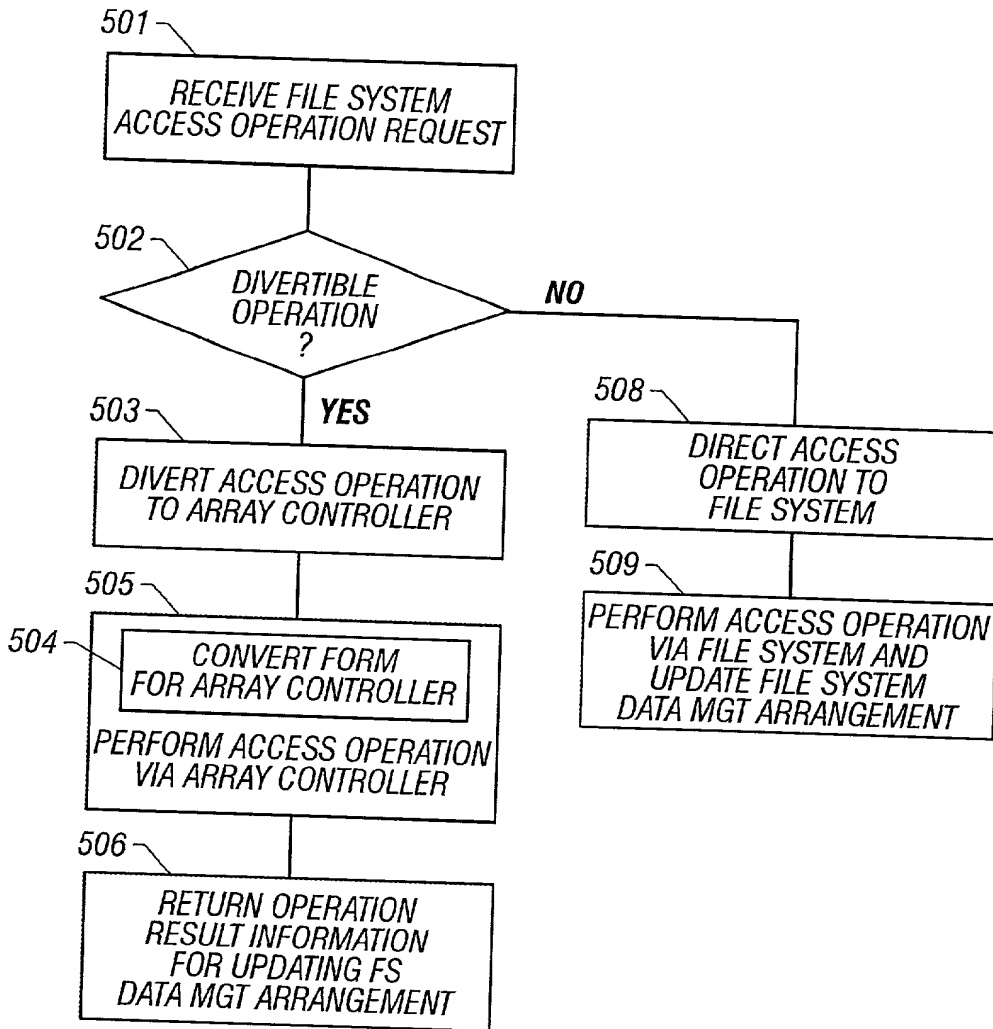 501
RECEIVE FILE SYSTEM
ACCESS OPERATION REQUEST
502
DIVERTIBLE
OPERATION
?
NO
YES
503
DIVERT ACCESS OPERATION
TO ARRAY CONTROLLER
505
504
CONVERT FORM
FOR ARRAY CONTROLLER
PERFORM ACCESS OPERATION
VIA ARRAY CONTROLLER
506
RETURN OPERATION
RESULT INFORMATION
FOR UPDATING FS
DATA MGT ARRANGEMENT
508
DIRECT ACCESS
OPERATION TO
FILE SYSTEM
509
PERFORM ACCESS OPERATION
VIA FILE SYSTEM AND
UPDATE FILE SYSTEM
DATA MGT ARRANGEMENT